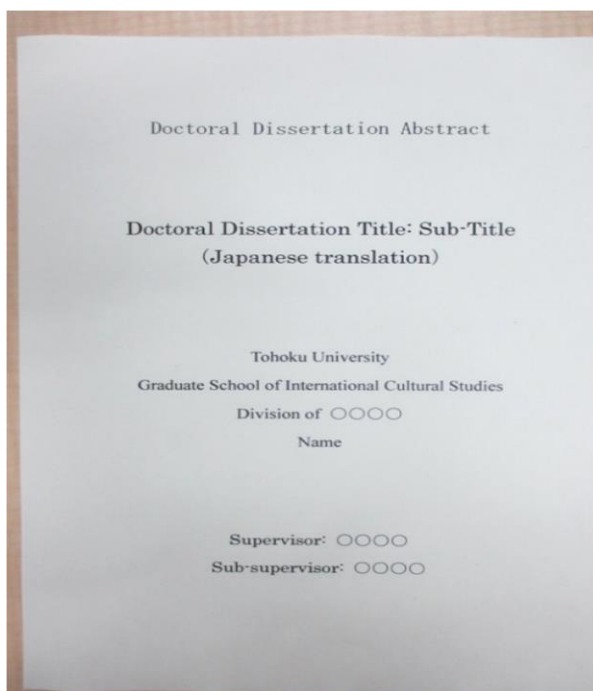 Doctoral Dissertation Abstract
Doctoral Dissertation Title: Sub-Title
(Japanese translation)
Tohoku University
Graduate School of International Cultural Studies
Division of ○○○○
Name
Supervisor: ○○○○
Sub-supervisor: ○○○○